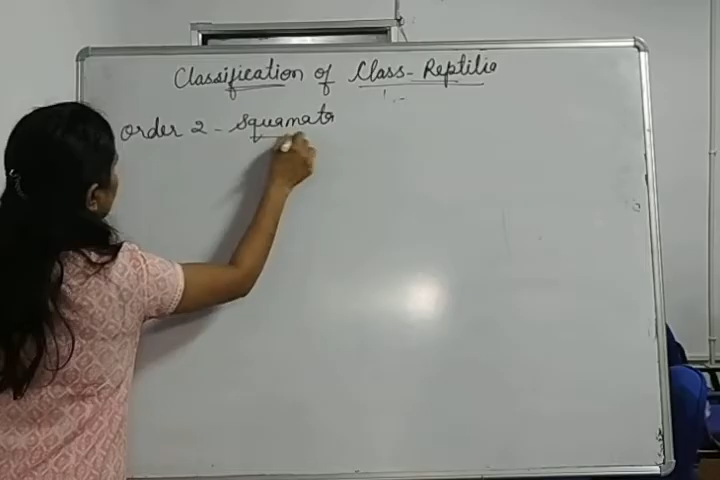 Classification of Class-Reptilia
Order 2 - Squamata